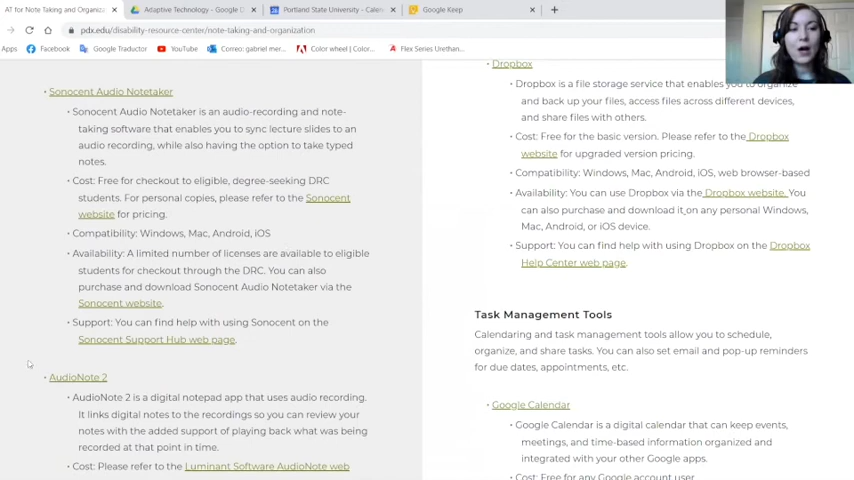 AT for Note Taking and Organiza
Adaptive Technology - Google D
Portland State University - Calen
Google Keep
pdx.edu/disability-resource-center/note-taking-and-organization
Apps
Facebook
Google Traductor
YouTube
Correo: gabriel mer...
Color wheel | Color...
Flex Series Urethan...
• Sonocent Audio Notetaker
• Sonocent Audio Notetaker is an audio-recording and note-
taking software that enables you to sync lecture slides to an
audio recording, while also having the option to take typed
notes.
• Cost: Free for checkout to eligible, degree-seeking DRC
students. For personal copies, please refer to the Sonocent
website for pricing.
• Compatibility: Windows, Mac, Android, iOS
• Availability: A limited number of licenses are available to eligible
students for checkout through the DRC. You can also
purchase and download Sonocent Audio Notetaker via the
Sonocent website.
• Support: You can find help with using Sonocent on the
Sonocent Support Hub web page.
• AudioNote 2
• AudioNote 2 is a digital notepad app that uses audio recording.
It links digital notes to the recordings so you can review your
notes with the added support of playing back what was being
recorded at that point in time.
• Cost: Please refer to the Luminant Software AudioNote web
• Dropbox
• Dropbox is a file storage service that enables you to organize
and back up your files, access files across different devices,
and share files with others.
• Cost: Free for the basic version. Please refer to the Dropbox
website for upgraded version pricing.
• Compatibility: Windows, Mac, Android, iOS, web browser-based
• Availability: You can use Dropbox via the Dropbox website. You
can also purchase and download it on any personal Windows,
Mac, Android, or iOS device.
• Support: You can find help with using Dropbox on the Dropbox
Help Center web page.
Task Management Tools
Calendaring and task management tools allow you to schedule,
organize, and share tasks. You can also set email and pop-up reminders
for due dates, appointments, etc.
• Google Calendar
• Google Calendar is a digital calendar that can keep events,
meetings, and time-based information organized and
integrated with your other Google apps.
• Cost: Free for any Google account user